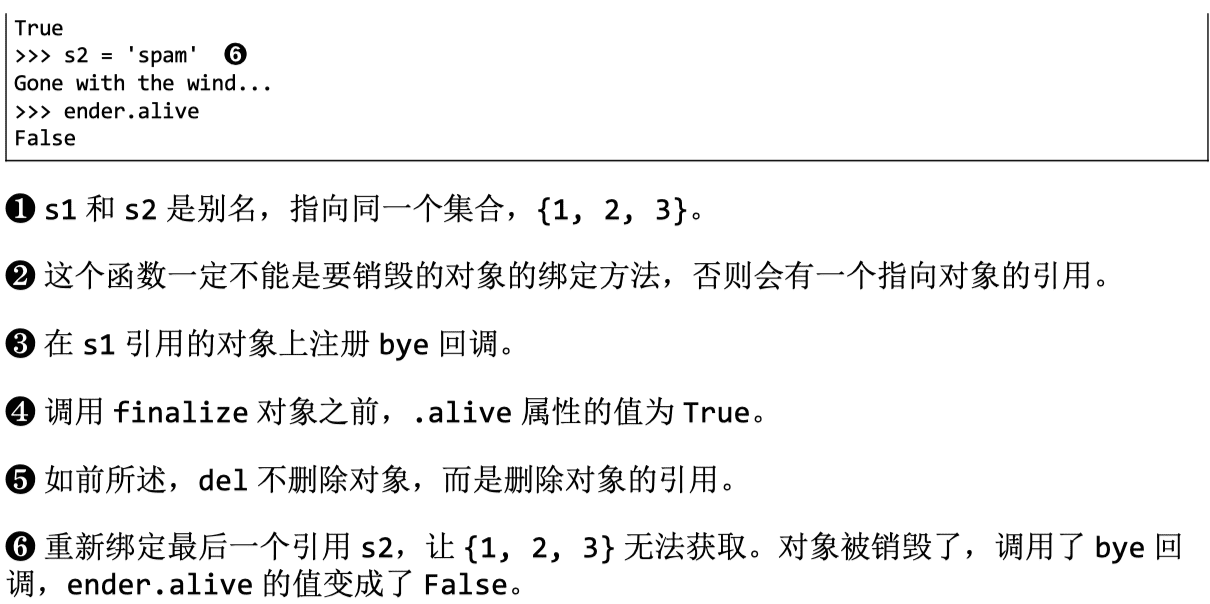 True
>>> s2 = 'spam' ❻
Gone with the wind...
>>> ender.alive
False
❶ s1 和 s2 是别名，指向同一个集合，{1, 2, 3}。
❷ 这个函数一定不能是要销毁的对象的绑定方法，否则会有一个指向对象的引用。
❸ 在 s1 引用的对象上注册 bye 回调。
❹ 调用 finalize 对象之前，.alive 属性的值为 True。
❺ 如前所述，del 不删除对象，而是删除对象的引用。
❻ 重新绑定最后一个引用 s2，让 {1, 2, 3} 无法获取。对象被销毁了，调用了 bye 回
调，ender.alive 的值变成了 False。